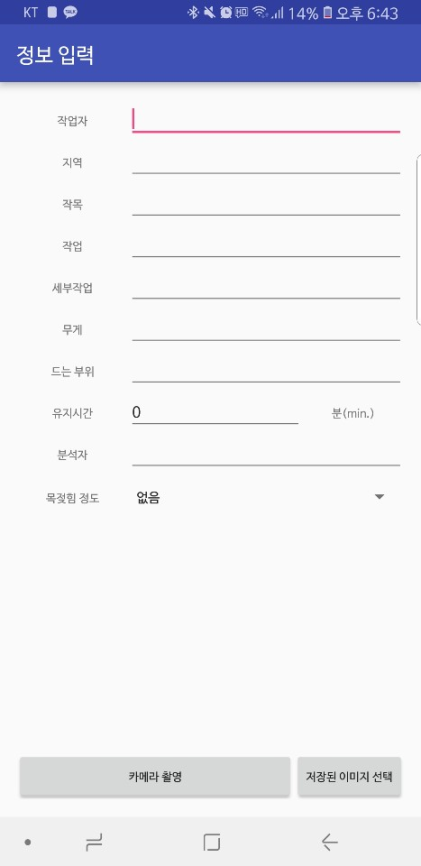 KT 14% 오후 6:43
정보 입력
작업자
지역
작목
작업
세부작업
무게
드는 부위
유지시간 0 분(min.)
분석자
목젖힘 정도 없음
카메라 촬영 저장된 이미지 선택